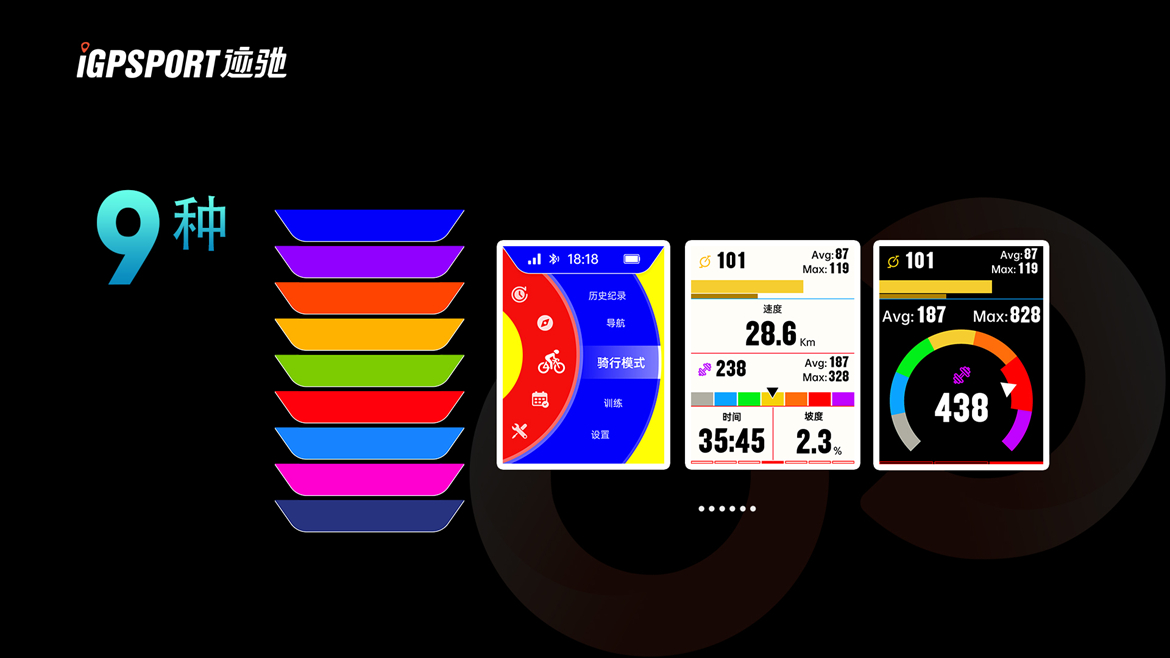 iGPSPORT迹驰
9种
18:18
历史纪录
导航
骑行模式
训练
设置
101
Avg:87
Max:119
速度
28.6 Km
238
Avg:187
Max:328
时间
35:45
坡度
2.3%
101
Avg:87
Max:119
Avg:187
Max:828
438